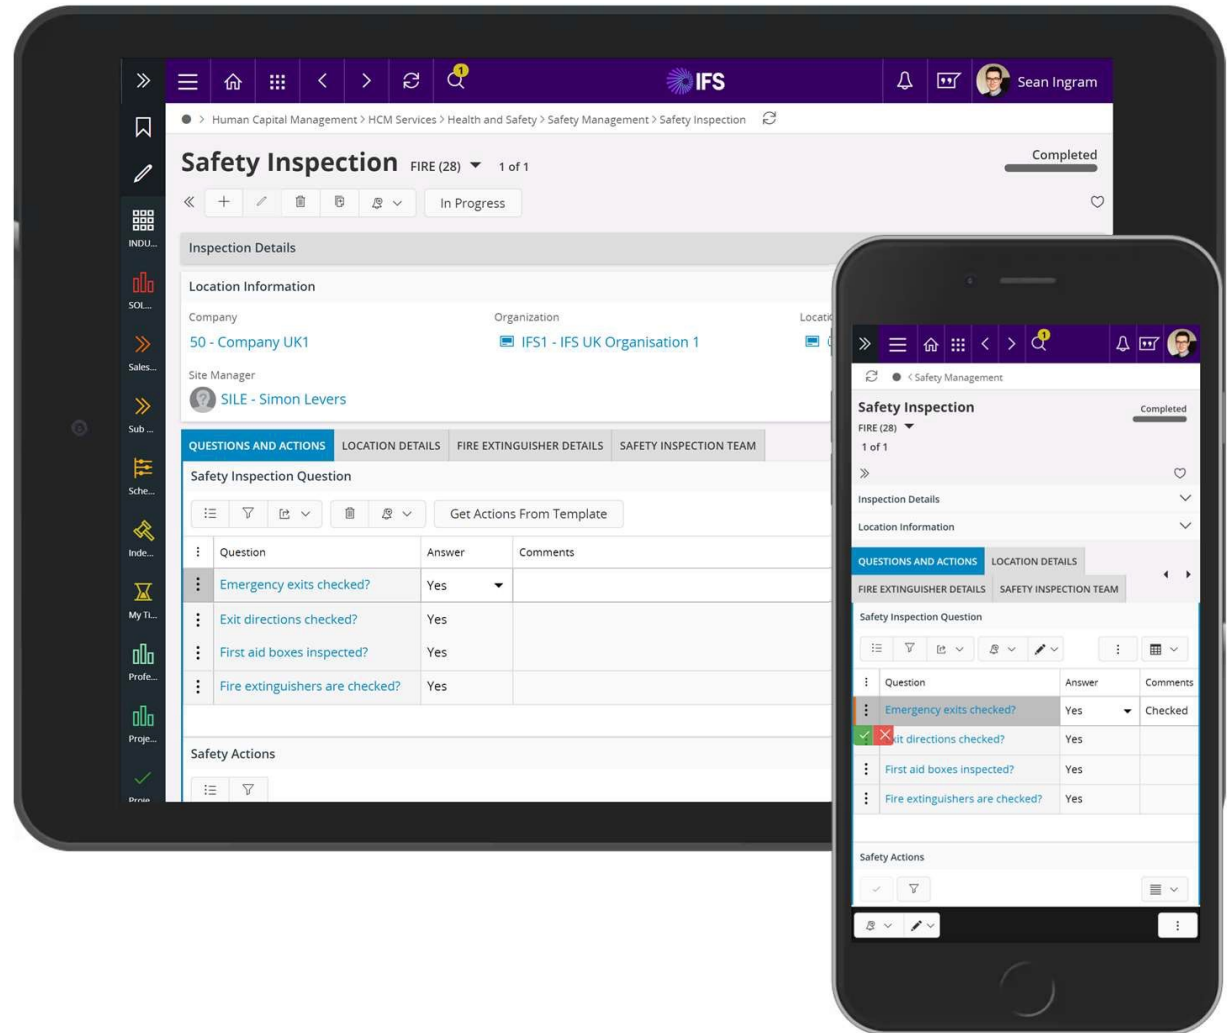 1
IFS
Sean Ingram
Human Capital Management > HCM Services > Health and Safety > Safety Management > Safety Inspection
Safety Inspection FIRE (28) 1 of 1
Completed
In Progress
INDU...
SOL...
Sales...
Sub ...
Sche...
Inde...
My Ti...
Profe...
Proje...
Inspection Details
Location Information
Company Organization
50 - Company UK1 IFS1 - IFS UK Organisation 1
Site Manager
SILE - Simon Levers
QUESTIONS AND ACTIONS LOCATION DETAILS FIRE EXTINGUISHER DETAILS SAFETY INSPECTION TEAM
Safety Inspection Question
Get Actions From Template
Question Answer Comments
Emergency exits checked? Yes
Exit directions checked? Yes
First aid boxes inspected? Yes
Fire extinguishers are checked? Yes
Safety Actions
1
< Safety Management
Safety Inspection Completed
FIRE (28)
1 of 1
Inspection Details
Location Information
QUESTIONS AND ACTIONS LOCATION DETAILS
FIRE EXTINGUISHER DETAILS SAFETY INSPECTION TEAM
Safety Inspection Question
Question Answer Comments
Emergency exits checked? Yes Checked
directions checked? Yes
First aid boxes inspected? Yes
Fire extinguishers are checked? Yes
Safety Actions